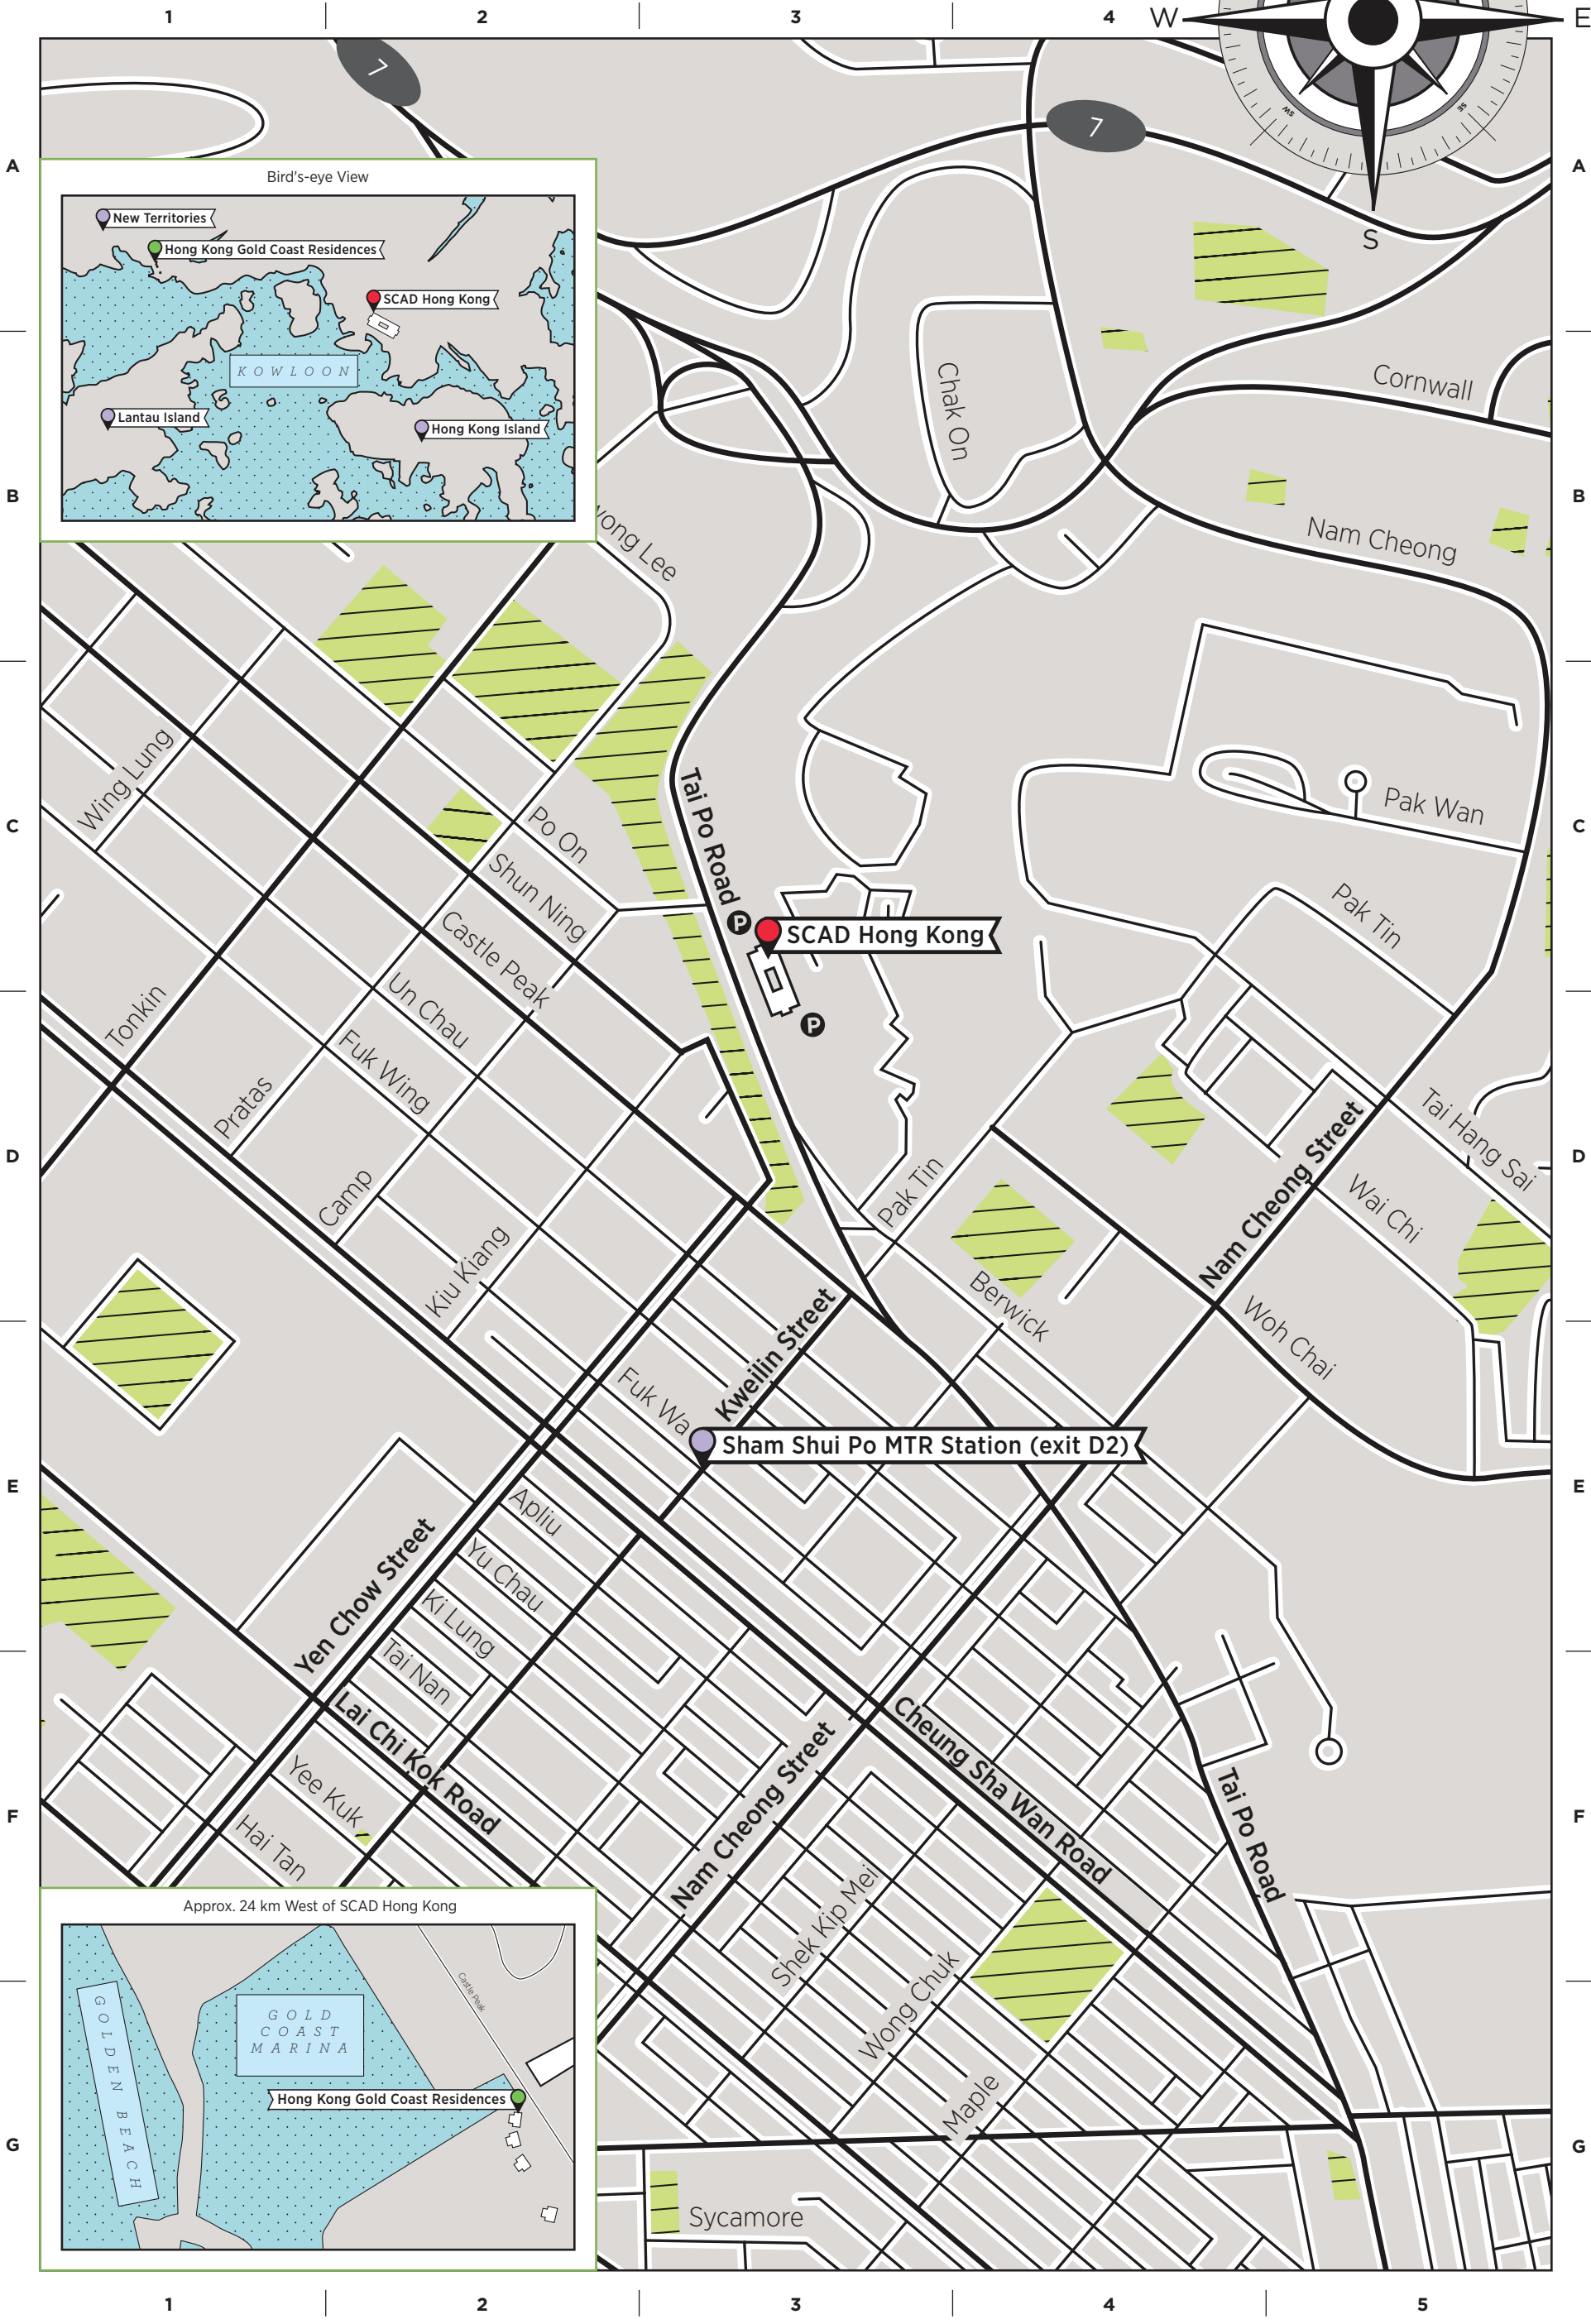 1
2
3
4
W
E
7
7
SW
SE
S
A
A
Bird's-eye View
New Territories
Hong Kong Gold Coast Residences
SCAD Hong Kong
KOWLOON
Lantau Island
Hong Kong Island
Chak On
Cornwall
B
B
Nam Cheong
wong Lee
Wing Lung
Tai Po Road
Pak Wan
C
C
Po On
Shun Ning
Pak Tin
P
SCAD Hong Kong
Castle Peak
Un Chau
Tonkin
P
Fuk Wing
Pratas
Tai Hang Sai
Nam Cheong Street
D
D
Pak Tin
Wai Chi
Camp
Kiu Kiang
Berwick
Woh Chai
Kweilin Street
Fuk Wa
Sham Shui Po MTR Station (exit D2)
E
E
Apliu
Yu Chau
Yen Chow Street
Ki Lung
Tai Nan
Lai Chi Kok Road
Cheung Sha Wan Road
Nam Cheong Street
Yee Kuk
Tai Po Road
F
F
Hai Tan
Shek Kip Mei
Approx. 24 km West of SCAD Hong Kong
Wong Chuk
Castle Peak
GOLDEN BEACH
GOLD
COAST
MARINA
Hong Kong Gold Coast Residences
Maple
G
G
Sycamore
1
2
3
4
5